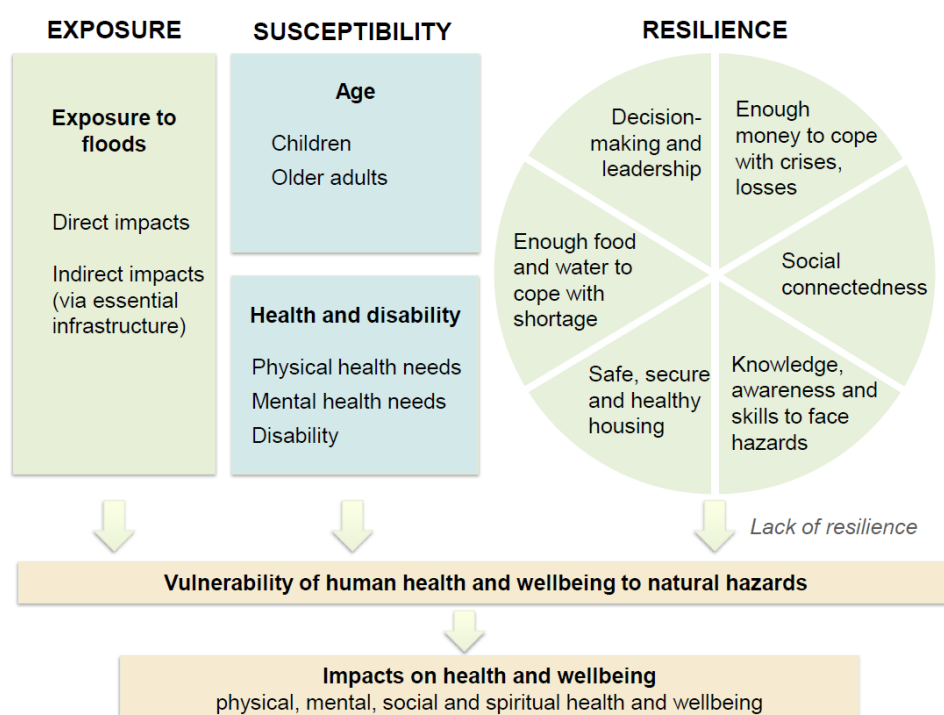 EXPOSURE
Exposure to
floods
Direct impacts
Indirect impacts
(via essential
infrastructure)
SUSCEPTIBILITY
Age
Children
Older adults
Health and disability
Physical health needs
Mental health needs
Disability
RESILIENCE
Decision-
making and
leadership
Enough
money to cope
with crises,
losses
Enough food
and water to
cope with
shortage
Social
connectedness
Safe, secure
and healthy
housing
Knowledge,
awareness and
skills to face
hazards
Lack of resilience
Vulnerability of human health and wellbeing to natural hazards
Impacts on health and wellbeing
physical, mental, social and spiritual health and wellbeing